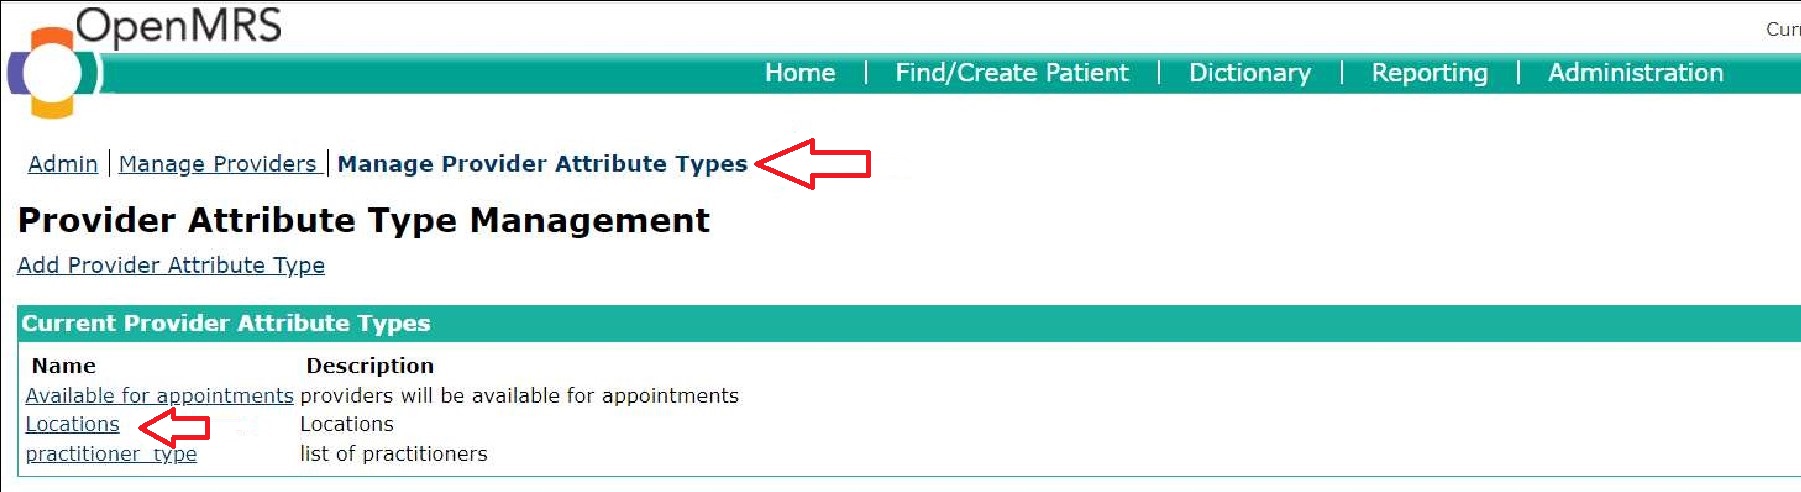 OpenMRS
Curr
Home | Find/Create Patient | Dictionary | Reporting | Administration
Admin | Manage Providers | Manage Provider Attribute Types
Provider Attribute Type Management
Add Provider Attribute Type
Current Provider Attribute Types
Name Description
Available for appointments providers will be available for appointments
Locations Locations
practitioner_type list of practitioners